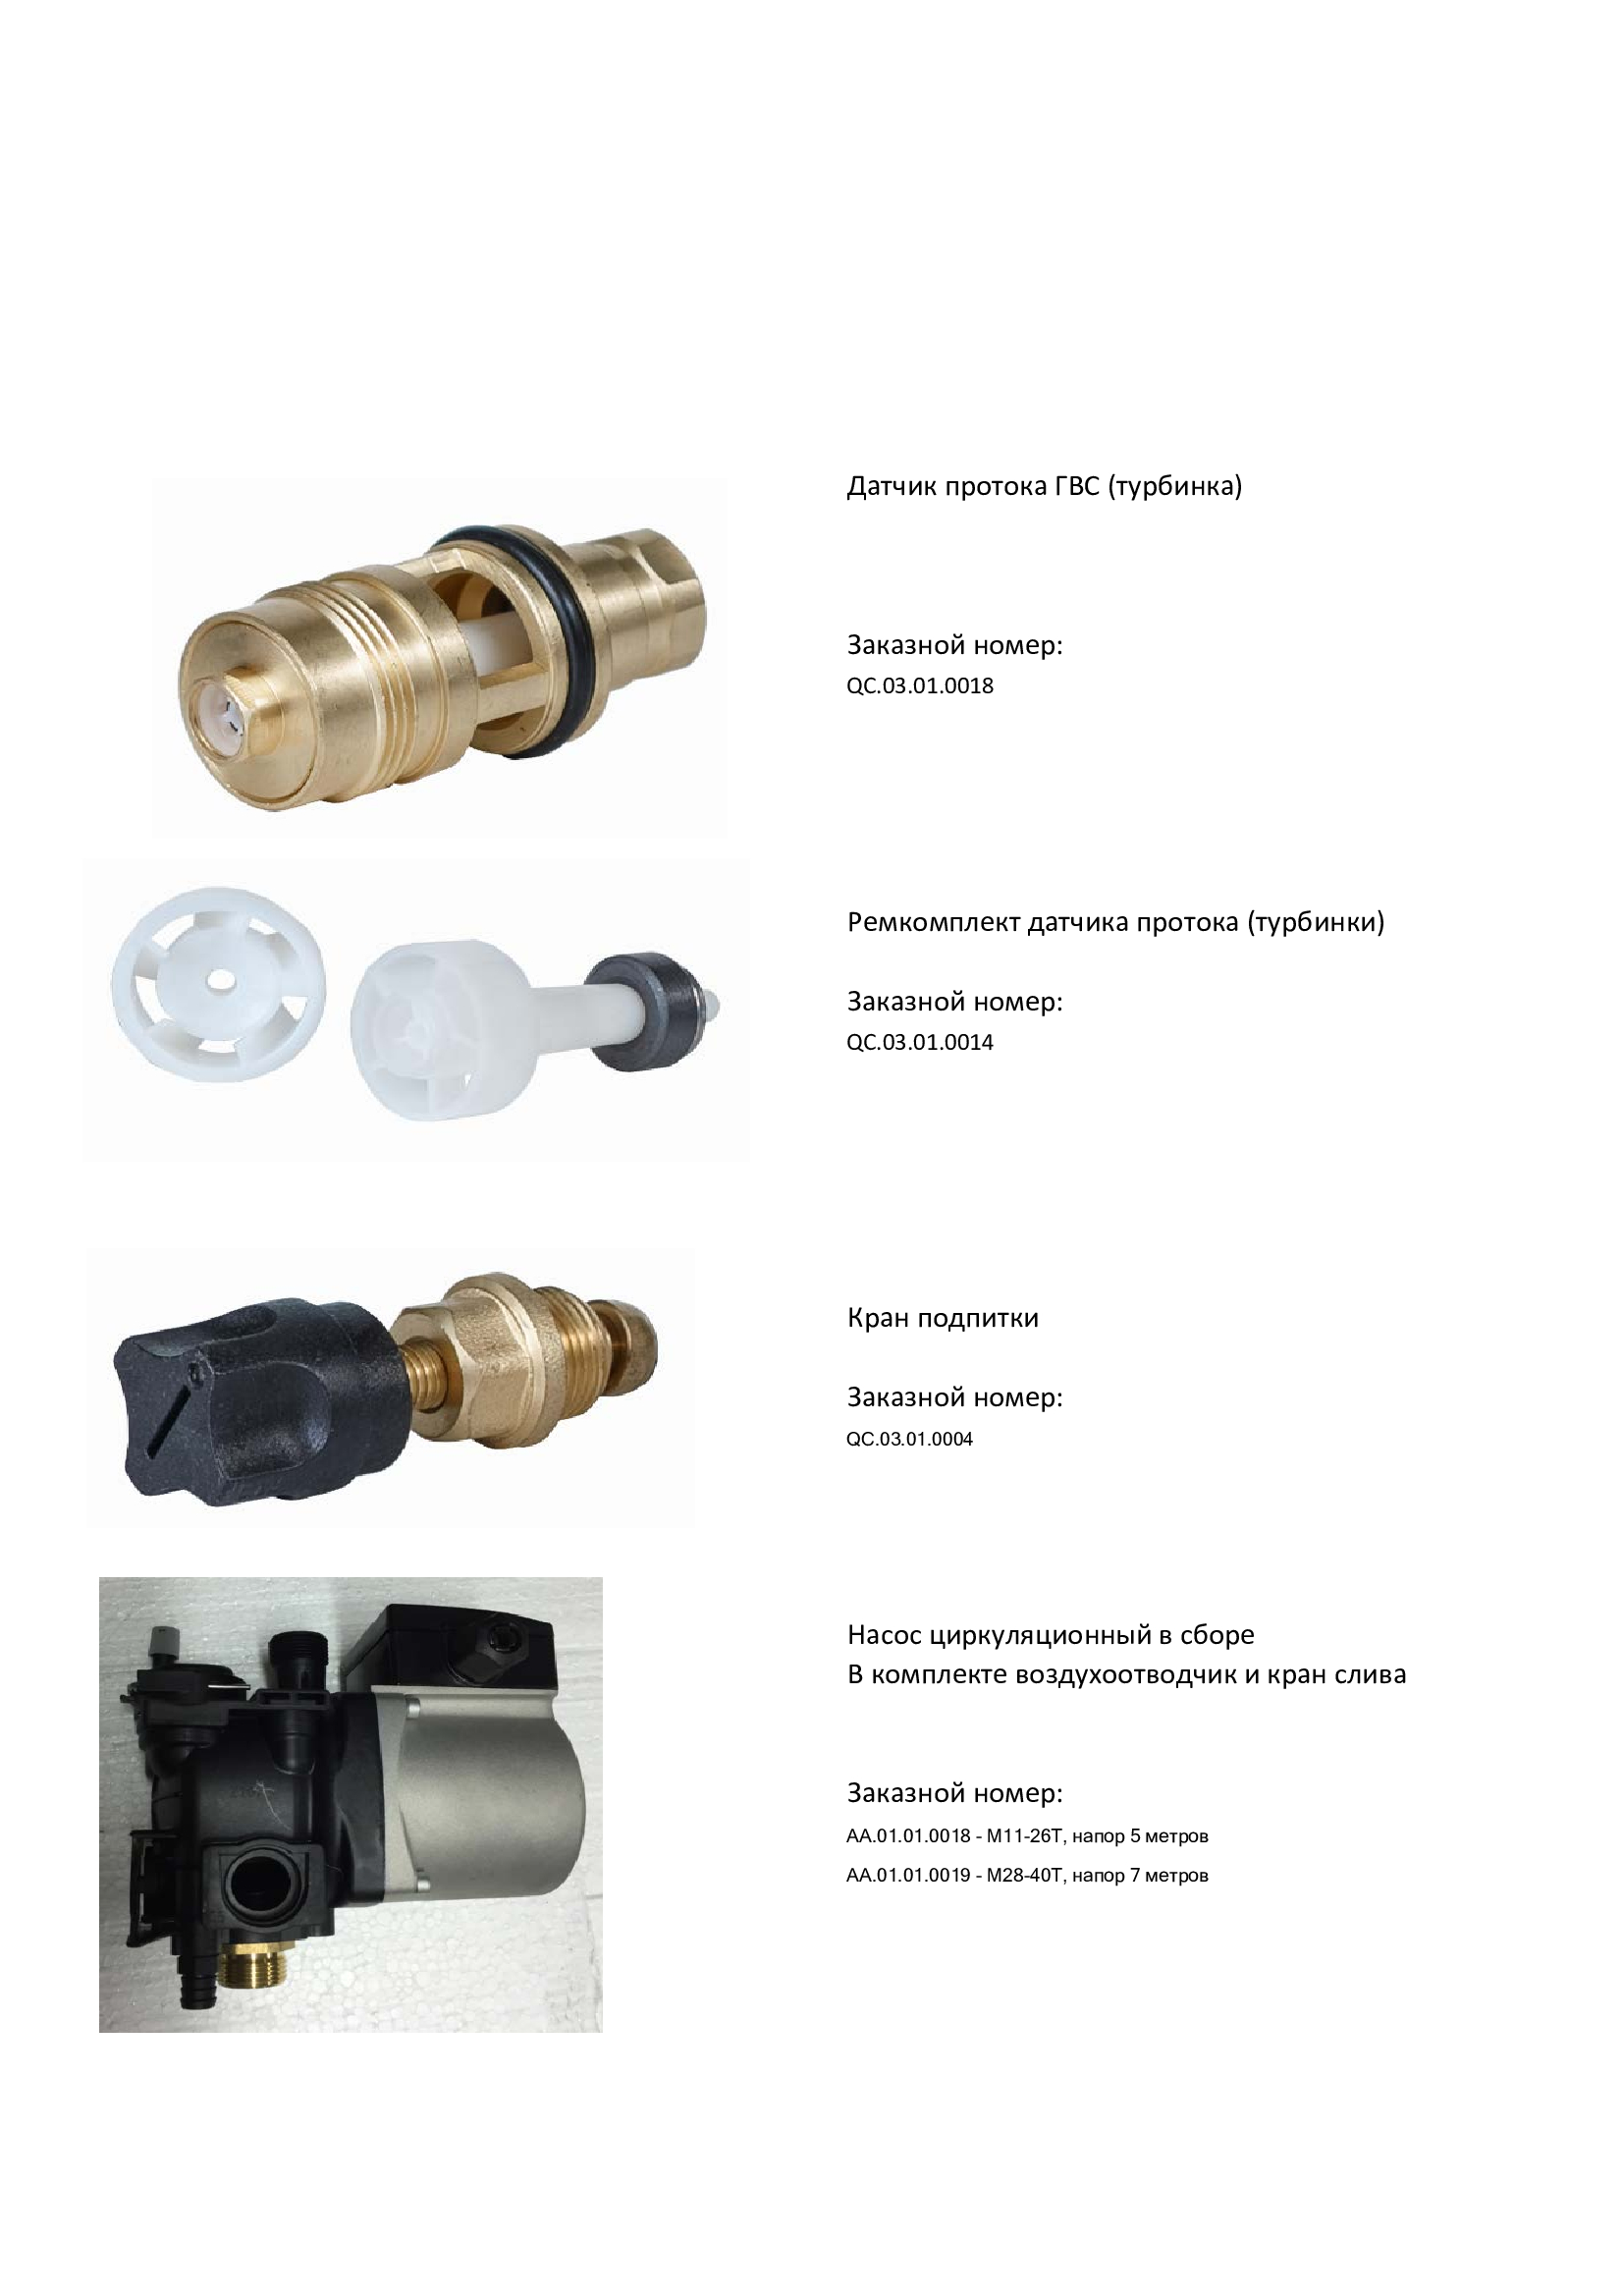 Датчик протока ГВС (турбинка)
Заказной номер:
QC.03.01.0018
Ремкомплект датчика протока (турбинки)
Заказной номер:
QC.03.01.0014
Кран подпитки
Заказной номер:
QC.03.01.0004
Насос циркуляционный в сборе
В комплекте воздухоотводчик и кран слива
Заказной номер:
AA.01.01.0018 - M11-26T, напор 5 метров
AA.01.01.0019 - M28-40T, напор 7 метров